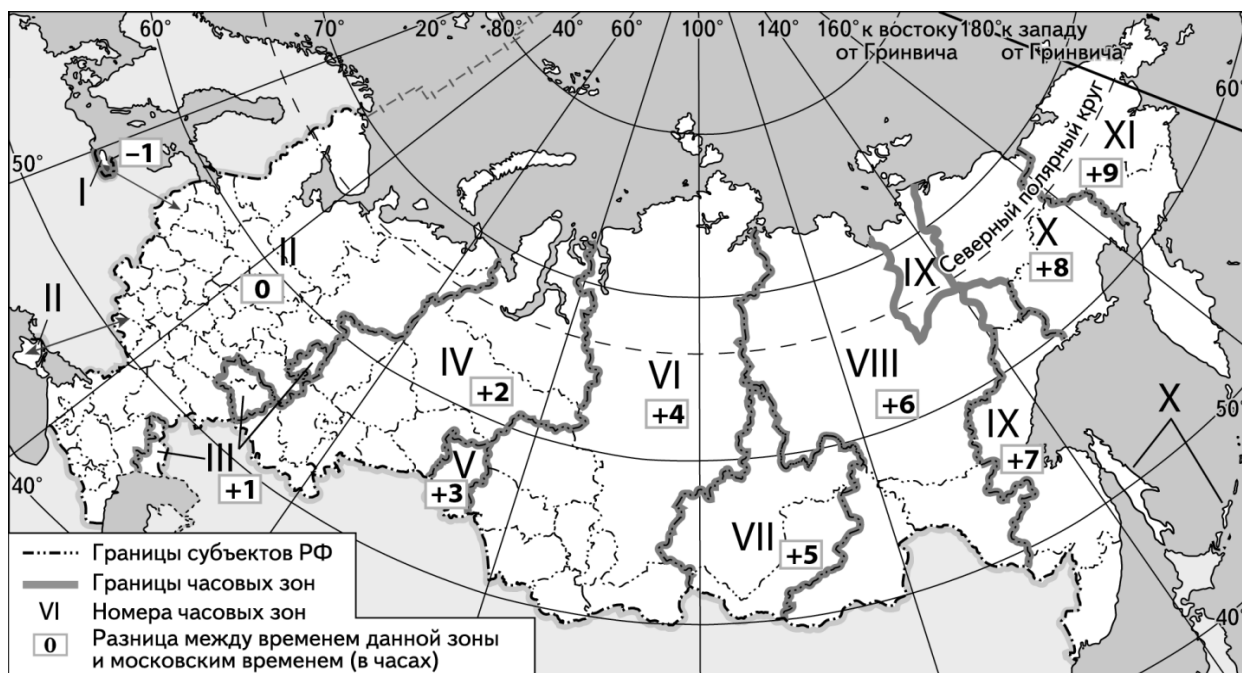 60°
70°
20°
80°
40°
60°
100°
140°
160° к востоку
от Гринвича
180° к западу
от Гринвича
60°
50°
–1
I
II
0
II
Северный полярный круг
XI
+9
X
+8
IX
IV
+2
VI
+4
VIII
+6
X
50°
IX
+7
III
+1
V
+3
VII
+5
40°
40°
Границы субъектов РФ
Границы часовых зон
VI Номера часовых зон
0 Разница между временем данной зоны
и московским временем (в часах)